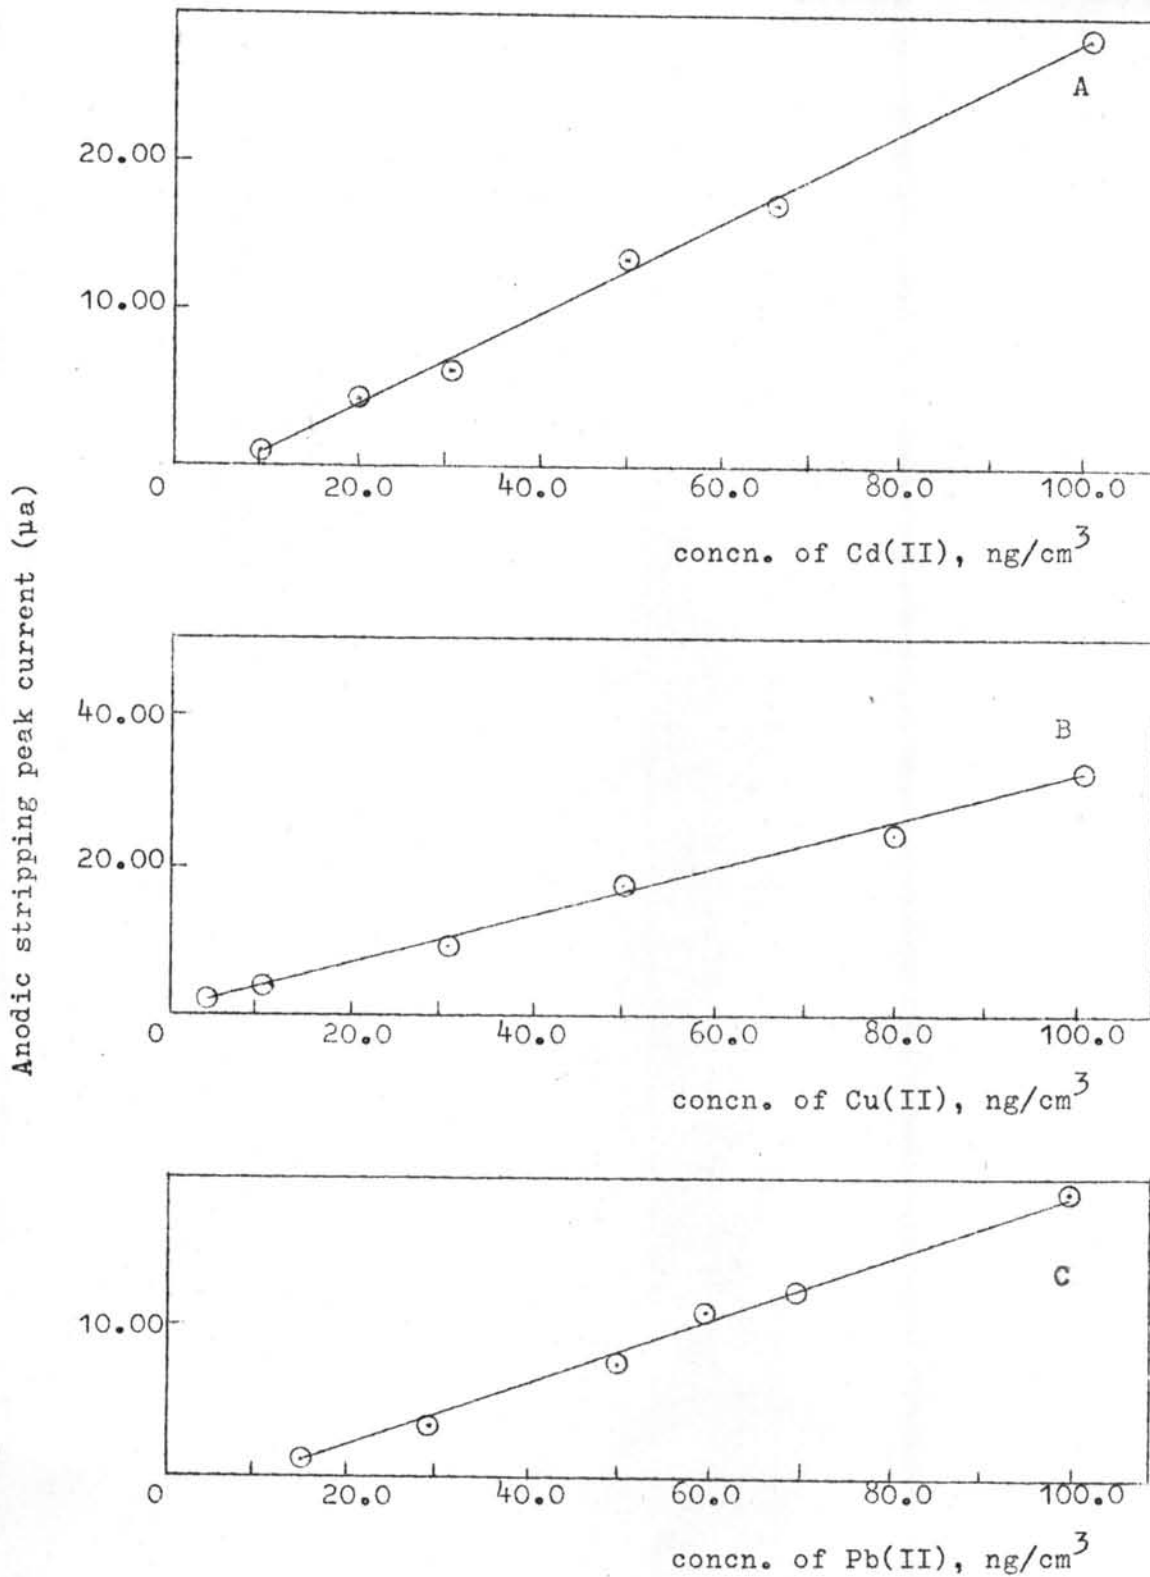 A
20.00
10.00
0 20.0 40.0 60.0 80.0 100.0
concn. of Cd(II), ng/cm³
Anodic stripping peak current (µa)
40.00
B
20.00
0 20.0 40.0 60.0 80.0 100.0
concn. of Cu(II), ng/cm³
C
10.00
0 20.0 40.0 60.0 80.0 100.0
concn. of Pb(II), ng/cm³